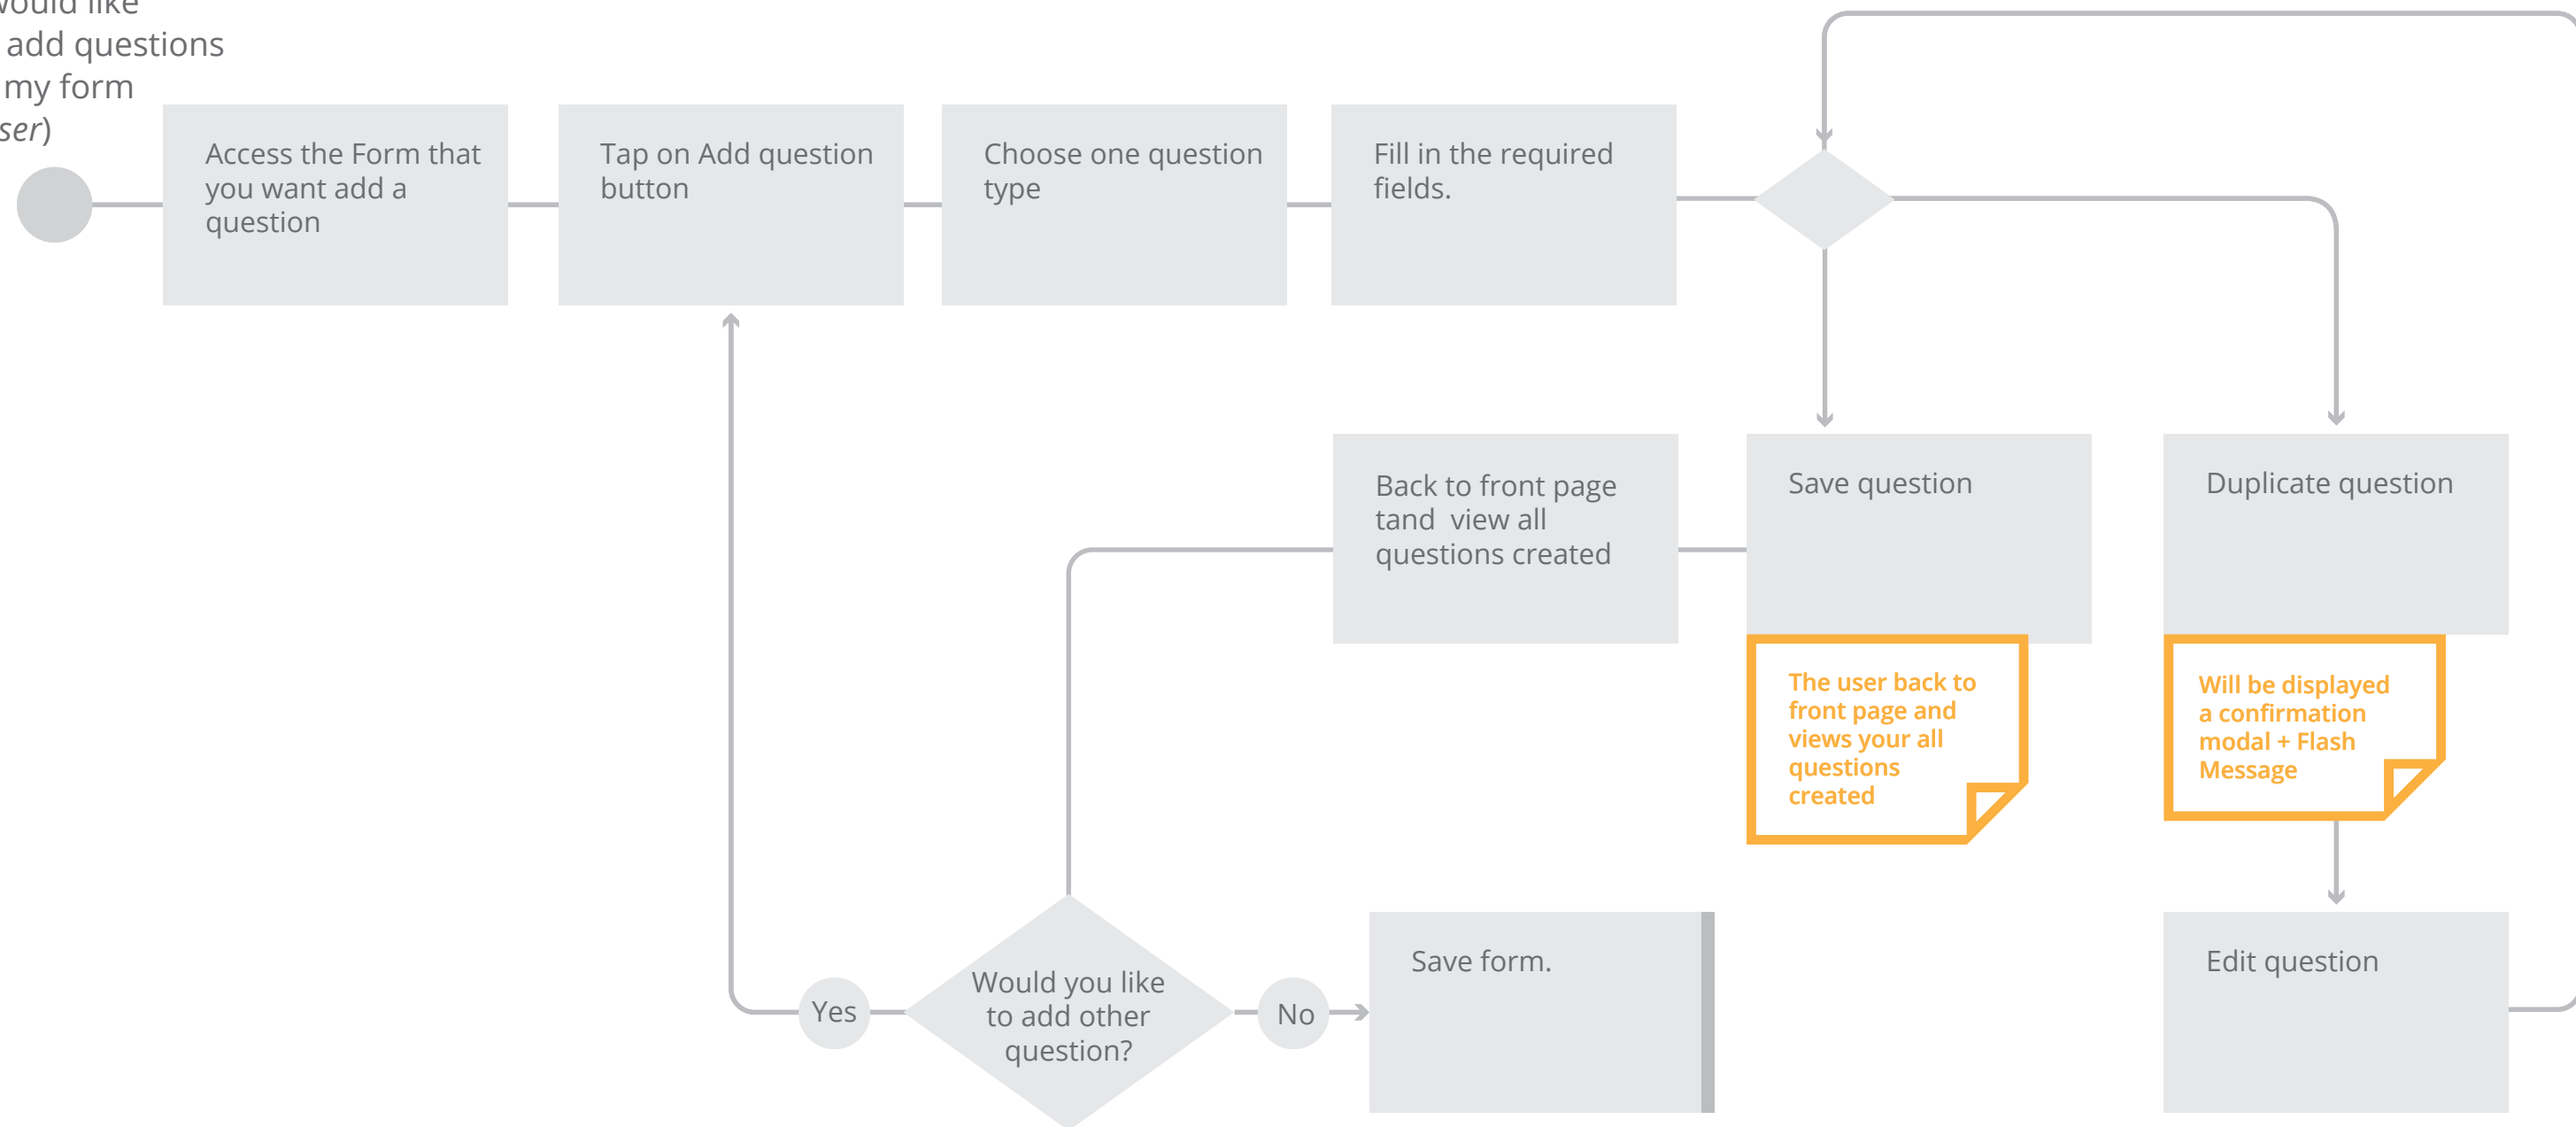 would like
add questions
my form
ser)
Access the Form that
you want add a
question
Tap on Add question
button
Choose one question
type
Fill in the required
fields.
Back to front page
tand  view all
questions created
Save question
Duplicate question
The user back to
front page and
views your all
questions
created
Will be displayed
a confirmation
modal + Flash
Message
Yes
Would you like
to add other
question?
No
Save form.
Edit question